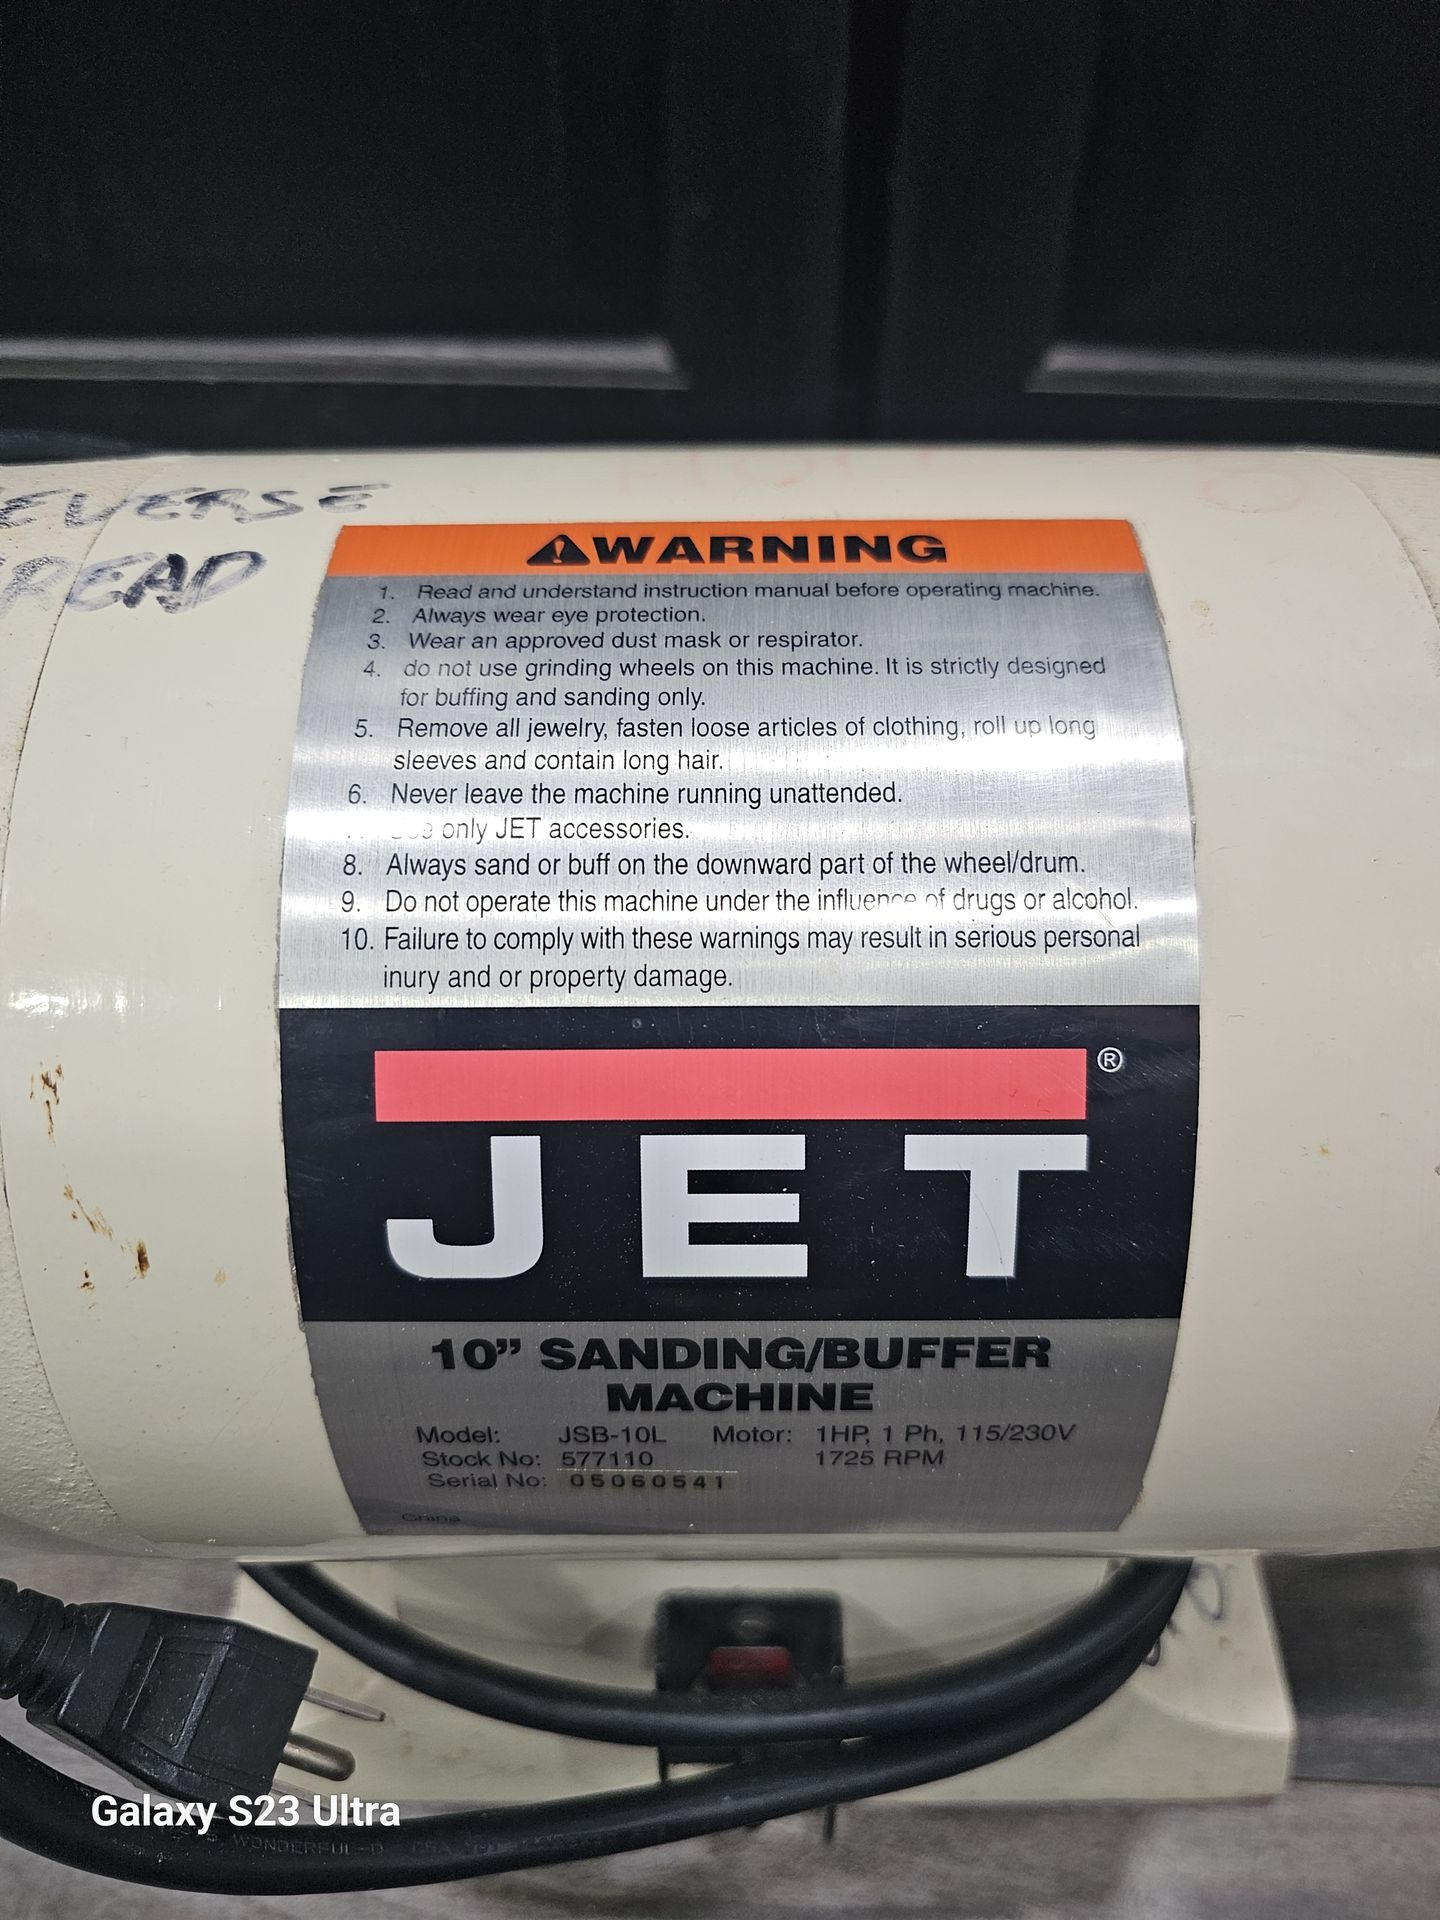 REVERSE
THREAD
WARNING
1. Read and understand instruction manual before operating machine.
2. Always wear eye protection.
3. Wear an approved dust mask or respirator.
4. do not use grinding wheels on this machine. It is strictly designed
for buffing and sanding only.
5. Remove all jewelry, fasten loose articles of clothing, roll up long
sleeves and contain long hair.
6. Never leave the machine running unattended.
only JET accessories.
8. Always sand or buff on the downward part of the wheel/drum.
9. Do not operate this machine under the influence of drugs or alcohol.
10. Failure to comply with these warnings may result in serious personal
inury and or property damage.
®
JET
10” SANDING/BUFFER
MACHINE
Model: JSB-10L Motor: 1HP, 1 Ph, 115/230V
Stock No: 577110 1725 RPM
Serial No: 05060541
China
WONDERFUL-D
Galaxy S23 Ultra